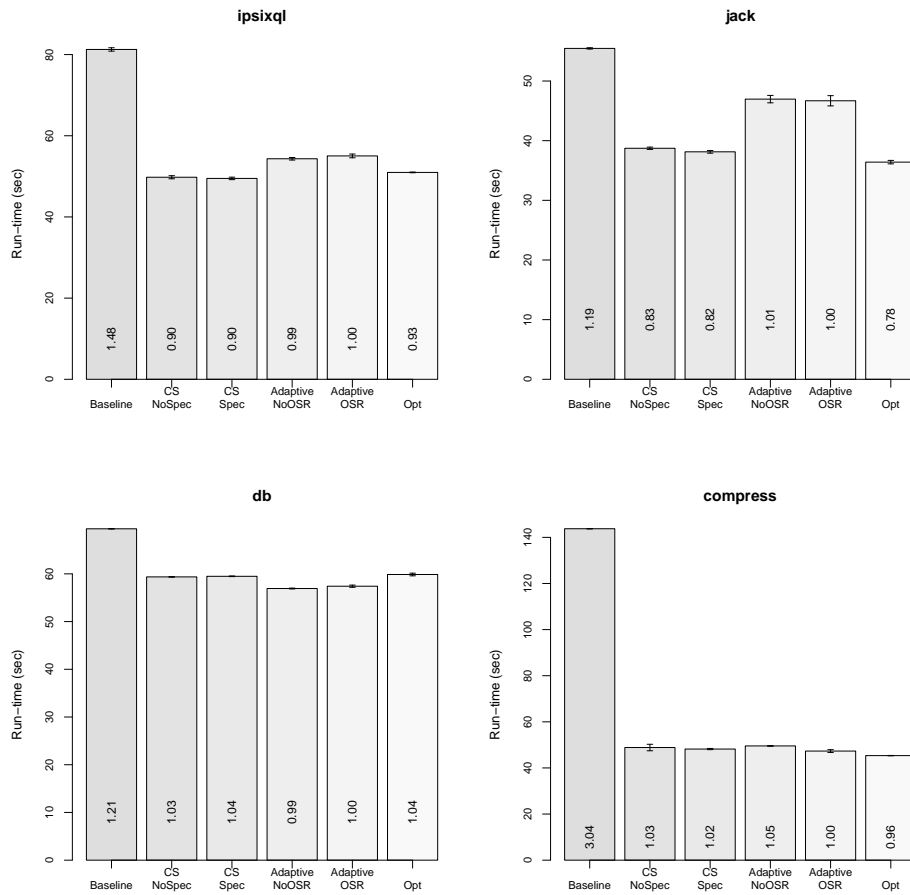 ipsixql
Run−time (sec)
0
20
40
60
80
1.48
0.90
0.90
0.99
1.00
0.93
Baseline
CS
NoSpec
CS
Spec
Adaptive
NoOSR
Adaptive
OSR
Opt
jack
Run−time (sec)
0
10
20
30
40
50
1.19
0.83
0.82
1.01
1.00
0.78
Baseline
CS
NoSpec
CS
Spec
Adaptive
NoOSR
Adaptive
OSR
Opt
db
Run−time (sec)
0
10
20
30
40
50
60
1.21
1.03
1.04
0.99
1.00
1.04
Baseline
CS
NoSpec
CS
Spec
Adaptive
NoOSR
Adaptive
OSR
Opt
compress
Run−time (sec)
0
20
40
60
80
100
120
140
3.04
1.03
1.02
1.05
1.00
0.96
Baseline
CS
NoSpec
CS
Spec
Adaptive
NoOSR
Adaptive
OSR
Opt